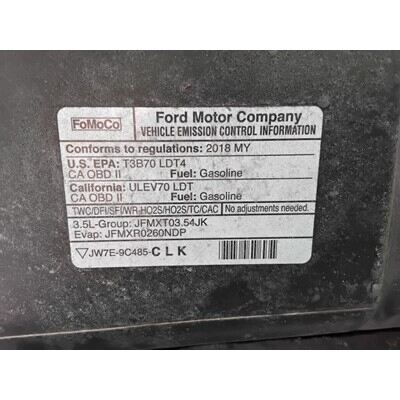 FoMoCo
Ford Motor Company
VEHICLE EMISSION CONTROL INFORMATION
Conforms to regulations: 2018 MY
U.S. EPA: T3B70 LDT4
CA OBD II Fuel: Gasoline
California: ULEV70 LDT
CA OBD II Fuel: Gasoline
TWC/DFI/SFI/WR HO2S/HO2S/TC/CAC No adjustments needed.
3.5L-Group: JFMXT03.54JK
Evap: JFMXR0260NDP
JW7E-9C485-C L K